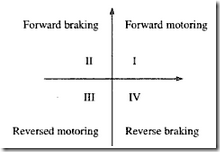 Forward braking Forward motoring
II I
III IV
Reversed motoring Reverse braking